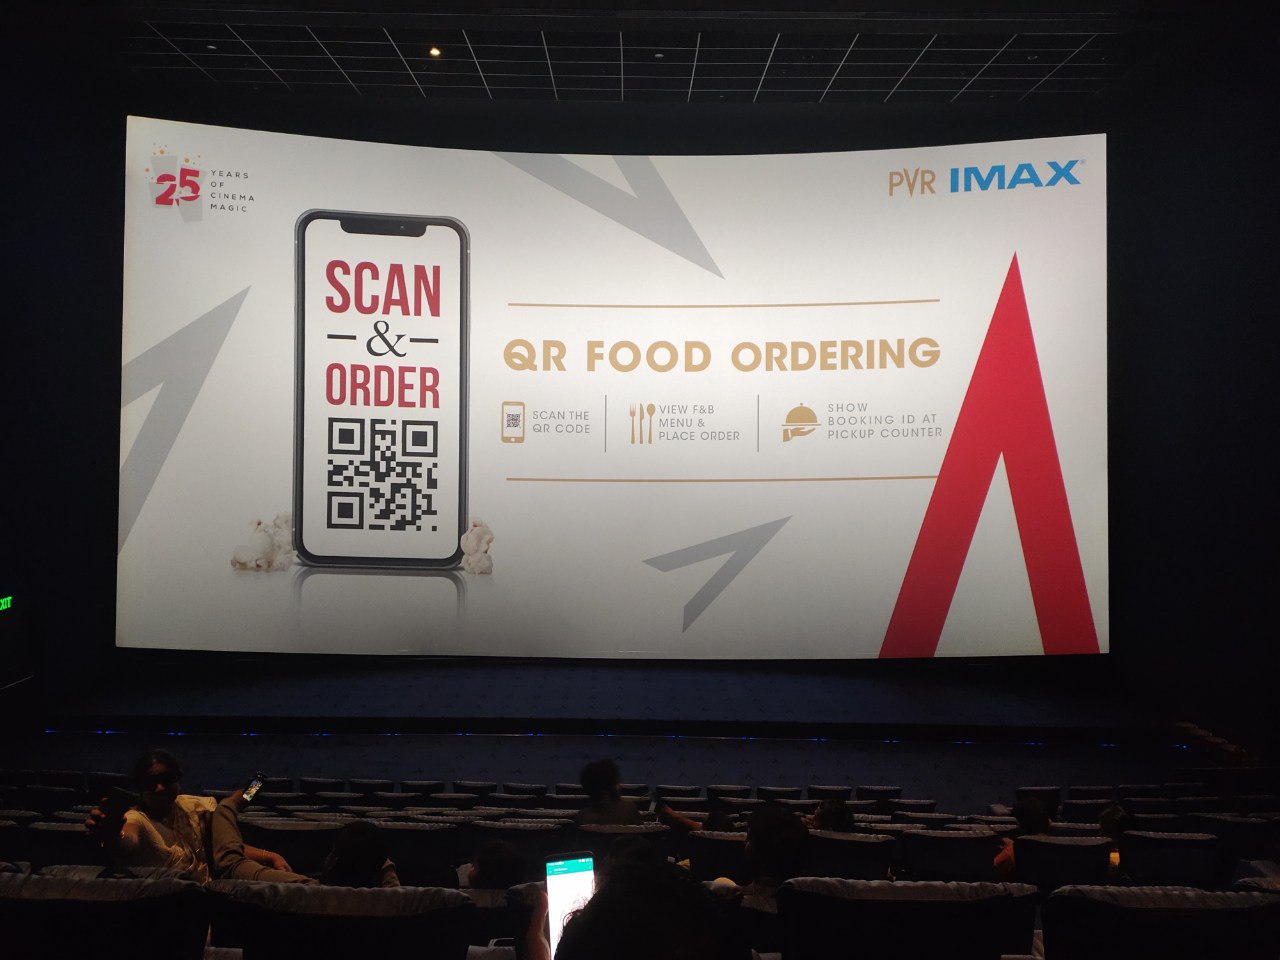 25
YEARS
OF
CINEMA
MAGIC
PVR IMAX
SCAN
&
ORDER
QR FOOD ORDERING
SCAN THE
QR CODE
VIEW F&B
MENU &
PLACE ORDER
SHOW
BOOKING ID AT
PICKUP COUNTER